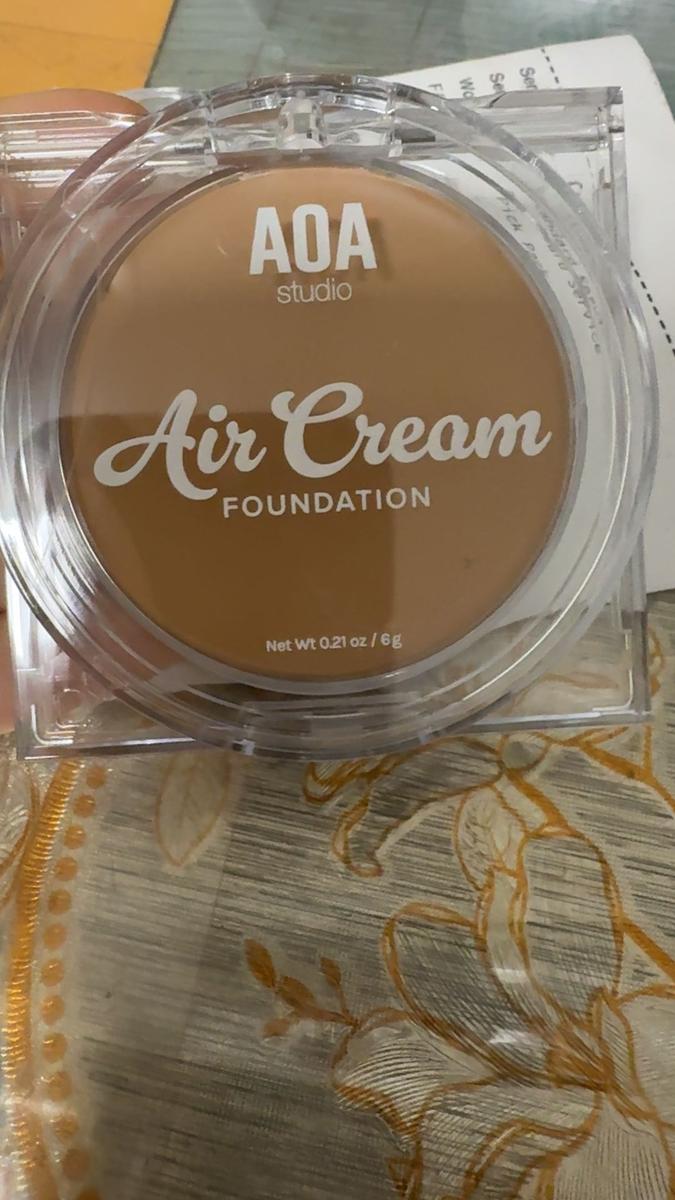 AOA
studio
Air Cream
FOUNDATION
Net Wt 0.21 oz / 6g